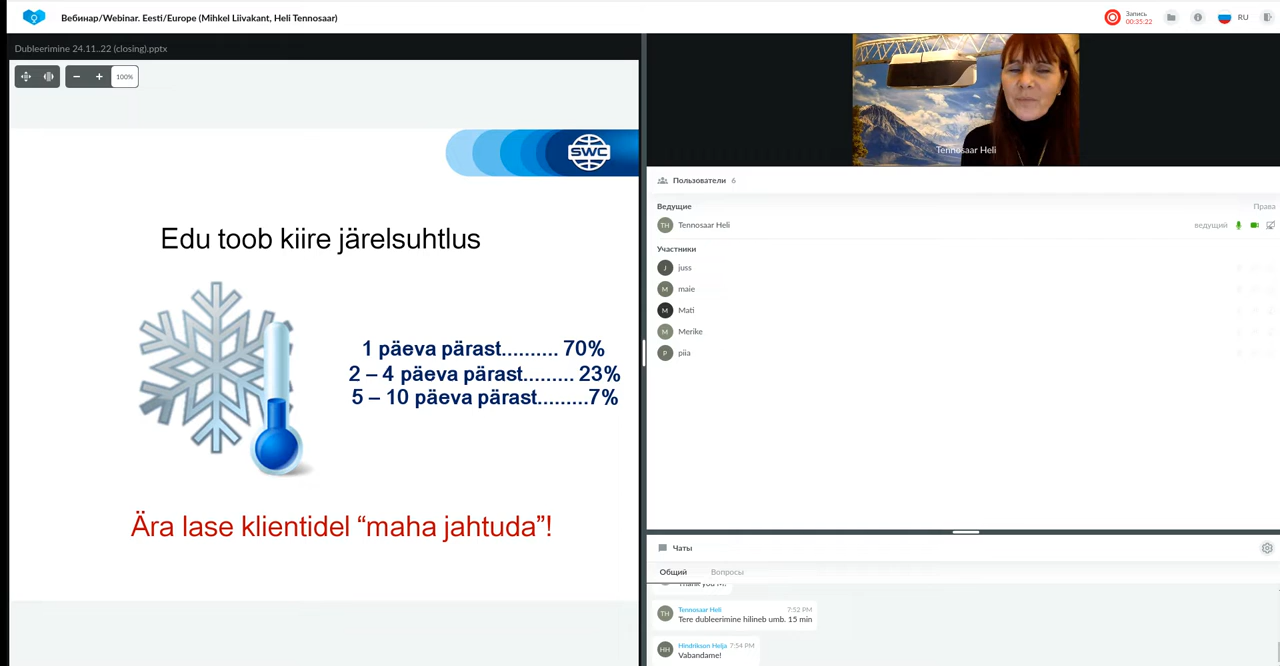 Вебинар/Webinar. Eesti/Europe (Mihkel Liivakant, Heli Tennosaar)
Запись
00:35:22
RU
Dubleerimine 24.11..22 (closing).pptx
100%
SWC
Edu toob kiire järelsuhtlus
1 päeva pärast.......... 70%
2 – 4 päeva pärast........ 23%
5 – 10 päeva pärast.........7%
Ära lase klientidel “maha jahtuda”!
Tennosaar Heli
Пользователи 6
Ведущие
Права
TH Tennosaar Heli
ведущий
Участники
J juss
M maie
M Mati
M Merike
P piia
Чаты
Общий
Вопросы
Thank you M!
TH Tennosaar Heli 7:52 PM
Tere dubleerimine hilineb umb. 15 min
HH Hindrikson Helja 7:54 PM
Vabandame!